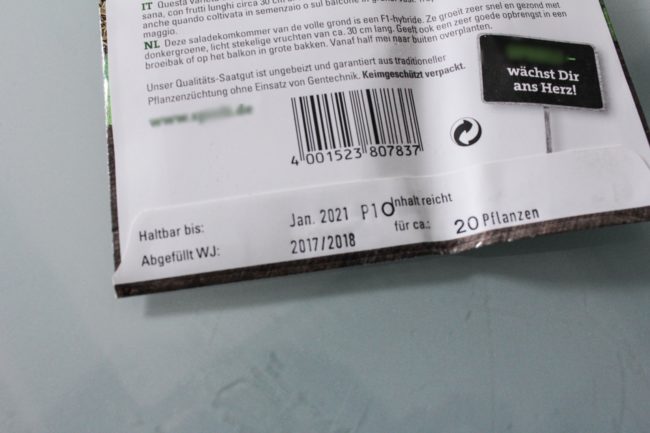 IT Questa
sana, con frutti lunghi circa 30 cm
anche quando coltivata in semenzaio o sul balcone
maggio.
NL Deze saladekomkommer van de volle grond is een F1-hybride. Ze groeit zeer snel en gezond met
donkergroene, licht stekelige vruchten van ca. 30 cm lang. Geeft ook een zeer goede opbrengst in een
broeibak of op het balkon in grote bakken. Vanaf half mei naar buiten overplanten.
Unser Qualitäts-Saatgut ist ungebeizt und garantiert aus traditioneller
Pflanzenzüchtung ohne Einsatz von Gentechnik. Keimgeschützt verpackt.
wächst Dir
ans Herz!
4 001523 807837
Haltbar bis: Jan. 2021 P10 Inhalt reicht
Abgefüllt WJ: 2017/2018 für ca.: 20 Pflanzen